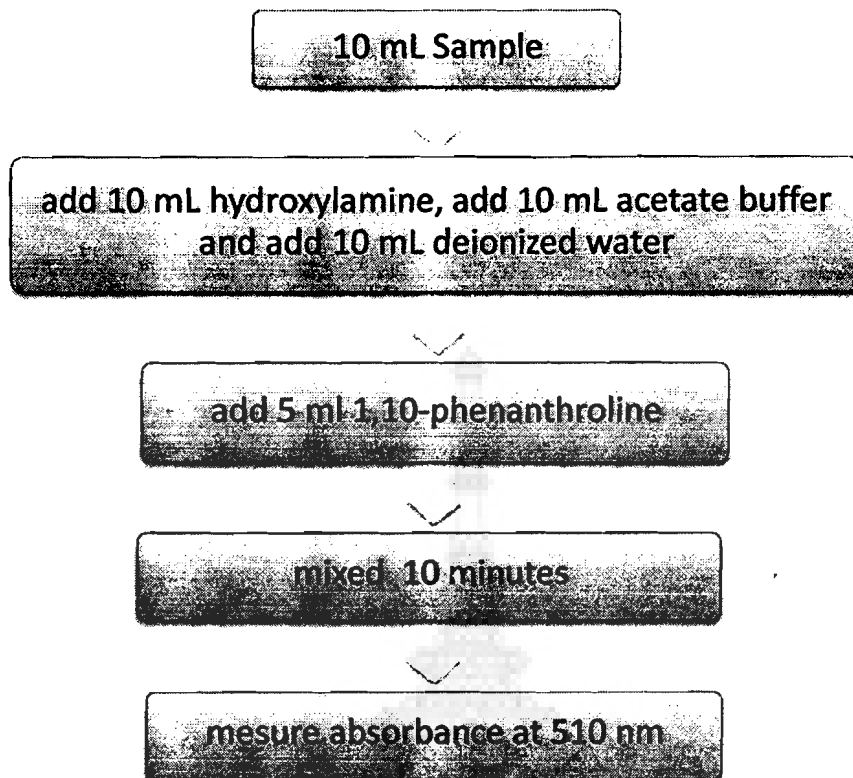 10 mL Sample
add 10 mL hydroxylamine, add 10 mL acetate buffer
and add 10 mL deionized water
add 5 ml 1,10-phenanthroline
mixed 10 minutes
mesure absorbance at 510 nm